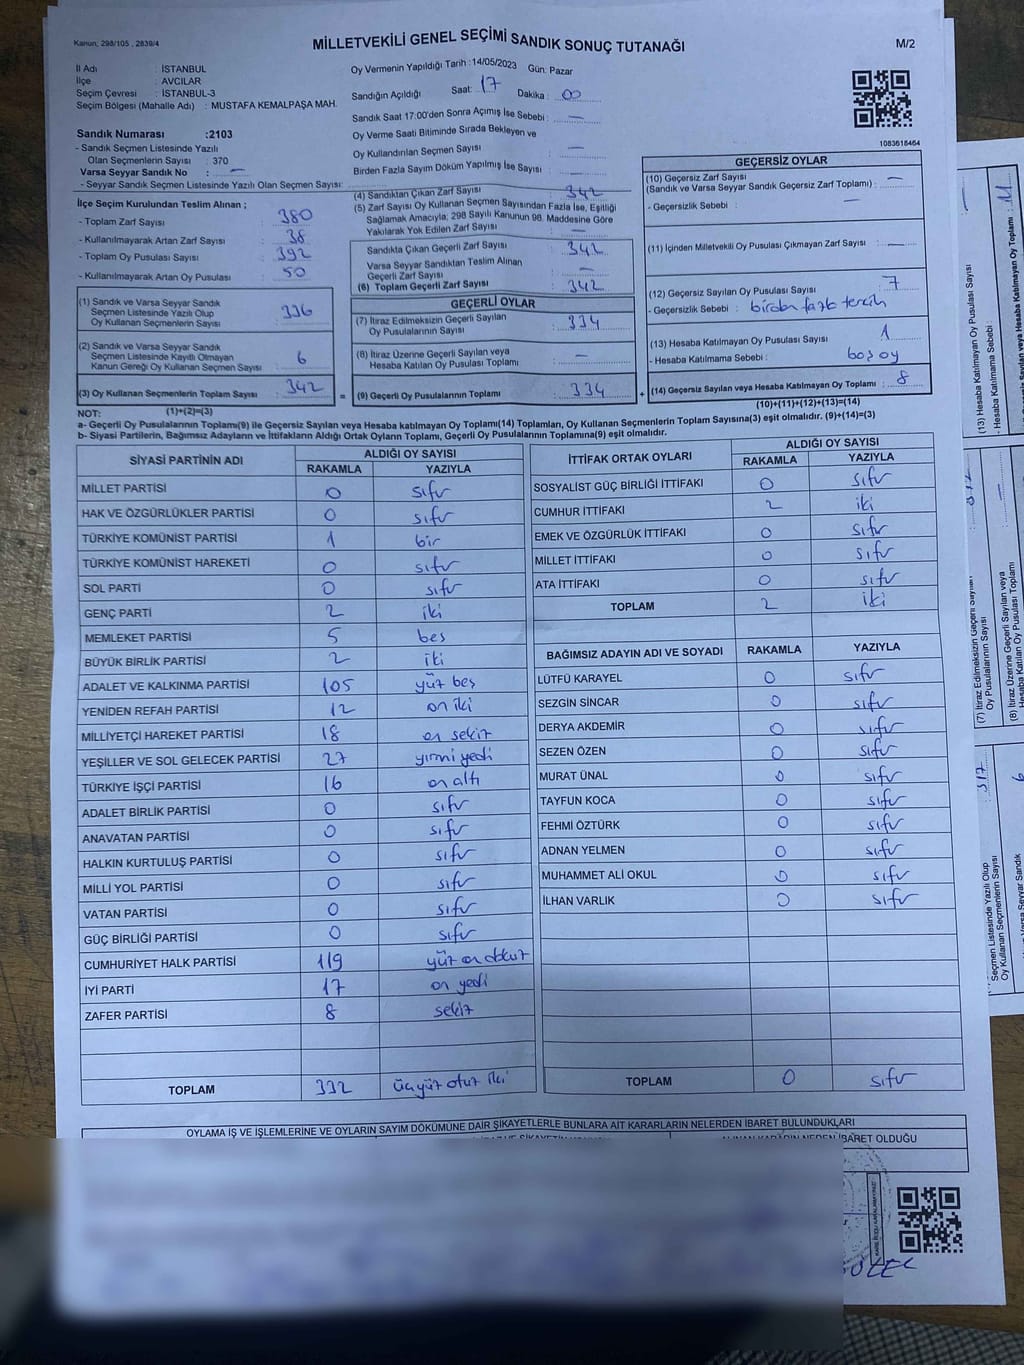 Kanun; 298/105 , 2839/4
MİLLETVEKİLİ GENEL SEÇİMİ SANDIK SONUÇ TUTANAĞI
M/2
İl Adı : İSTANBUL
İlçe : AVCILAR
Seçim Çevresi : İSTANBUL-3
Seçim Bölgesi (Mahalle Adı) : MUSTAFA KEMALPAŞA MAH.
Oy Vermenin Yapıldığı Tarih : 14/05/2023 Gün: Pazar
Sandığın Açıldığı Saat: 17 Dakika : 00
Sandık Saat 17:00'den Sonra Açımış İse Sebebi : —
Oy Verme Saati Bitiminde Sırada Bekleyen ve
Oy Kullandırılan Seçmen Sayısı : —
Birden Fazla Sayım Döküm Yapılmış İse Sayısı : —
1083618464
Sandık Numarası :2103
- Sandık Seçmen Listesinde Yazılı
Olan Seçmenlerin Sayısı : 370
Varsa Seyyar Sandık No : —
- Seyyar Sandık Seçmen Listesinde Yazılı Olan Seçmen Sayısı:
İlçe Seçim Kurulundan Teslim Alınan ;
- Toplam Zarf Sayısı : 380
- Kullanılmayarak Artan Zarf Sayısı : 38
- Toplam Oy Pusulası Sayısı : 392
- Kullanılmayarak Artan Oy Pusulası : 50
(1) Sandık ve Varsa Seyyar Sandık
Seçmen Listesinde Yazılı Olup
Oy Kullanan Seçmenlerin Sayısı : 336
(2) Sandık ve Varsa Seyyar Sandık
Seçmen Listesinde Kayıtlı Olmayan
Kanun Gereği Oy Kullanan Seçmen Sayısı : 6
(3) Oy Kullanan Seçmenlerin Toplam Sayısı : 342 =
(4) Sandıktan Çıkan Zarf Sayısı : 342
(5) Zarf Sayısı Oy Kullanan Seçmen Sayısından Fazla İse, Eşitliği
Sağlamak Amacıyla; 298 Sayılı Kanunun 98. Maddesine Göre
Yakılarak Yok Edilen Zarf Sayısı : —
Sandıkta Çıkan Geçerli Zarf Sayısı : 342
Varsa Seyyar Sandıktan Teslim Alınan
Geçerli Zarf Sayısı : —
(6) Toplam Geçerli Zarf Sayısı : 342
GEÇERLİ OYLAR
(7) İtiraz Edilmeksizin Geçerli Sayılan
Oy Pusulalarının Sayısı : 334
(8) İtiraz Üzerine Geçerli Sayılan veya
Hesaba Katılan Oy Pusulası Toplamı : —
(9) Geçerli Oy Pusulalarının Toplamı : 334 +
GEÇERSİZ OYLAR
(10) Geçersiz Zarf Sayısı
(Sandık ve Varsa Seyyar Sandık Geçersiz Zarf Toplamı) : —
- Geçersizlik Sebebi : —
(11) İçinden Milletvekili Oy Pusulası Çıkmayan Zarf Sayısı : —
(12) Geçersiz Sayılan Oy Pusulası Sayısı : 7
- Geçersizlik Sebebi : birden fazla tercih
(13) Hesaba Katılmayan Oy Pusulası Sayısı : 1
- Hesaba Katılmama Sebebi : boş oy
(14) Geçersiz Sayılan veya Hesaba Katılmayan Oy Toplamı : 8
NOT: (1)+(2)=(3)
(10)+(11)+(12)+(13)=(14)
a- Geçerli Oy Pusulalarının Toplamı(9) ile Geçersiz Sayılan veya Hesaba katılmayan Oy Toplamı(14) Toplamları, Oy Kullanan Seçmenlerin Toplam Sayısına(3) eşit olmalıdır. (9)+(14)=(3)
b- Siyasi Partilerin, Bağımsız Adayların ve İttifakların Aldığı Ortak Oyların Toplamı, Geçerli Oy Pusulalarının Toplamına(9) eşit olmalıdır.
SİYASİ PARTİNİN ADI ALDIĞI OY SAYISI
RAKAMLA YAZIYLA
MİLLET PARTİSİ 0 sıfır
HAK VE ÖZGÜRLÜKLER PARTİSİ 0 sıfır
TÜRKİYE KOMÜNİST PARTİSİ 1 bir
TÜRKİYE KOMÜNİST HAREKETİ 0 sıfır
SOL PARTİ 0 sıfır
GENÇ PARTİ 2 iki
MEMLEKET PARTİSİ 5 beş
BÜYÜK BİRLİK PARTİSİ 2 iki
ADALET VE KALKINMA PARTİSİ 105 yüz beş
YENİDEN REFAH PARTİSİ 12 on iki
MİLLİYETÇİ HAREKET PARTİSİ 18 on sekiz
YEŞİLLER VE SOL GELECEK PARTİSİ 27 yirmi yedi
TÜRKİYE İŞÇİ PARTİSİ 16 on altı
ADALET BİRLİK PARTİSİ 0 sıfır
ANAVATAN PARTİSİ 0 sıfır
HALKIN KURTULUŞ PARTİSİ 0 sıfır
MİLLİ YOL PARTİSİ 0 sıfır
VATAN PARTİSİ 0 sıfır
GÜÇ BİRLİĞİ PARTİSİ 0 sıfır
CUMHURİYET HALK PARTİSİ 119 yüz on dokuz
İYİ PARTİ 17 on yedi
ZAFER PARTİSİ 8 sekiz
TOPLAM 332 üçyüz otuz iki
İTTİFAK ORTAK OYLARI ALDIĞI OY SAYISI
RAKAMLA YAZIYLA
SOSYALİST GÜÇ BİRLİĞİ İTTİFAKI 0 sıfır
CUMHUR İTTİFAKI 2 iki
EMEK VE ÖZGÜRLÜK İTTİFAKI 0 sıfır
MİLLET İTTİFAKI 0 sıfır
ATA İTTİFAKI 0 sıfır
TOPLAM 2 iki
BAĞIMSIZ ADAYIN ADI VE SOYADI RAKAMLA YAZIYLA
LÜTFÜ KARAYEL 0 sıfır
SEZGİN SİNCAR 0 sıfır
DERYA AKDEMİR 0 sıfır
SEZEN ÖZEN 0 sıfır
MURAT ÜNAL 0 sıfır
TAYFUN KOCA 0 sıfır
FEHMİ ÖZTÜRK 0 sıfır
ADNAN YELMEN 0 sıfır
MUHAMMET ALİ OKUL 0 sıfır
İLHAN VARLIK 0 sıfır
TOPLAM 0 sıfır
OYLAMA İŞ VE İŞLEMLERİNE VE OYLARIN SAYIM DÖKÜMÜNE DAİR ŞİKAYETLERLE BUNLARA AİT KARARLARIN NELERDEN İBARET BULUNDUKLARI
İBARET OLDUĞU
(13) Hesaba Katılmayan Oy Pusulası Sayısı
- Hesaba Katılmama Sebebi :
(7) İtiraz Edilmeksizin Geçerli Sayılan
Oy Pusulalarının Sayısı
(8) İtiraz Üzerine Geçerli Sayılan veya
Hesaba Katılan Oy Pusulası Toplamı
Seçmen Listesinde Yazılı Olup
Oy Kullanan Seçmenlerin Sayısı : 317